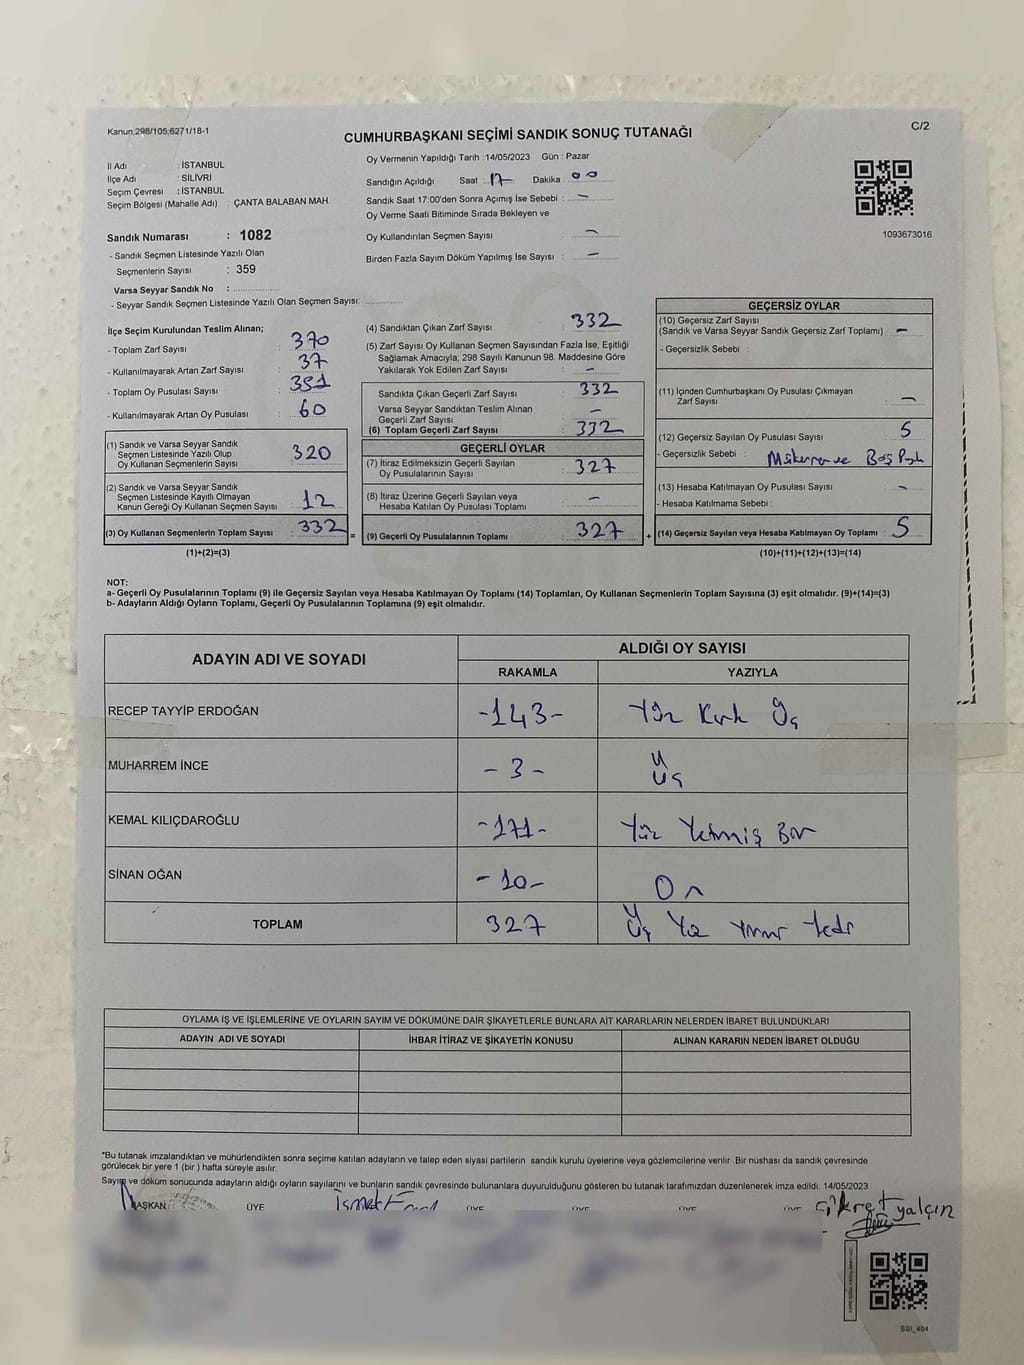 Kanun:298/105;6271/18-1
C/2
CUMHURBAŞKANI SEÇİMİ SANDIK SONUÇ TUTANAĞI
İl Adı : İSTANBUL
İlçe Adı : SİLİVRİ
Seçim Çevresi : İSTANBUL
Seçim Bölgesi (Mahalle Adı) : ÇANTA BALABAN MAH.
Oy Vermenin Yapıldığı Tarih :14/05/2023 Gün : Pazar
Sandığın Açıldığı Saat : 17 Dakika : 00
Sandık Saat 17:00'den Sonra Açımış İse Sebebi : –
Oy Verme Saati Bitiminde Sırada Bekleyen ve
Oy Kullandırılan Seçmen Sayısı : –
Birden Fazla Sayım Döküm Yapılmış İse Sayısı : –
1093673016
Sandık Numarası : 1082
- Sandık Seçmen Listesinde Yazılı Olan
Seçmenlerin Sayısı : 359
Varsa Seyyar Sandık No :
- Seyyar Sandık Seçmen Listesinde Yazılı Olan Seçmen Sayısı:
İlçe Seçim Kurulundan Teslim Alınan;
- Toplam Zarf Sayısı : 370
- Kullanılmayarak Artan Zarf Sayısı : 37
- Toplam Oy Pusulası Sayısı : 391
- Kullanılmayarak Artan Oy Pusulası : 60
(1) Sandık ve Varsa Seyyar Sandık
Seçmen Listesinde Yazılı Olup
Oy Kullanan Seçmenlerin Sayısı : 320
(2) Sandık ve Varsa Seyyar Sandık
Seçmen Listesinde Kayıtlı Olmayan
Kanun Gereği Oy Kullanan Seçmen Sayısı : 12
(3) Oy Kullanan Seçmenlerin Toplam Sayısı : 332 =
(1)+(2)=(3)
(4) Sandıktan Çıkan Zarf Sayısı : 332
(5) Zarf Sayısı Oy Kullanan Seçmen Sayısından Fazla İse, Eşitliği
Sağlamak Amacıyla, 298 Sayılı Kanunun 98. Maddesine Göre
Yakılarak Yok Edilen Zarf Sayısı : –
Sandıkta Çıkan Geçerli Zarf Sayısı : 332
Varsa Seyyar Sandıktan Teslim Alınan
Geçerli Zarf Sayısı : –
(6) Toplam Geçerli Zarf Sayısı : 332
GEÇERLİ OYLAR
(7) İtiraz Edilmeksizin Geçerli Sayılan
Oy Pusulalarının Sayısı : 327
(8) İtiraz Üzerine Geçerli Sayılan veya
Hesaba Katılan Oy Pusulası Toplamı : –
(9) Geçerli Oy Pusulalarının Toplamı : 327 +
GEÇERSİZ OYLAR
(10) Geçersiz Zarf Sayısı
(Sandık ve Varsa Seyyar Sandık Geçersiz Zarf Toplamı) : –
- Geçersizlik Sebebi :
(11) İçinden Cumhurbaşkanı Oy Pusulası Çıkmayan
Zarf Sayısı : –
(12) Geçersiz Sayılan Oy Pusulası Sayısı : 5
- Geçersizlik Sebebi : Boş
(13) Hesaba Katılmayan Oy Pusulası Sayısı : –
- Hesaba Katılmama Sebebi :
(14) Geçersiz Sayılan veya Hesaba Katılmayan Oy Toplamı : 5
(10)+(11)+(12)+(13)=(14)
NOT:
a- Geçerli Oy Pusulalarının Toplamı (9) ile Geçersiz Sayılan veya Hesaba Katılmayan Oy Toplamı (14) Toplamları, Oy Kullanan Seçmenlerin Toplam Sayısına (3) eşit olmalıdır. (9)+(14)=(3)
b- Adayların Aldığı Oyların Toplamı, Geçerli Oy Pusulalarının Toplamına (9) eşit olmalıdır.
ADAYIN ADI VE SOYADI
ALDIĞI OY SAYISI
RAKAMLA YAZIYLA
RECEP TAYYİP ERDOĞAN -143- Yüz Kırk Üç
MUHARREM İNCE -3- Üç
KEMAL KILIÇDAROĞLU -171- Yüz Yetmiş Bir
SİNAN OĞAN -10- On
TOPLAM 327 Üç Yüz Yirmi Yedi
OYLAMA İŞ VE İŞLEMLERİNE VE OYLARIN SAYIM VE DÖKÜMÜNE DAİR ŞİKAYETLERLE BUNLARA AİT KARARLARIN NELERDEN İBARET BULUNDUKLARI
ADAYIN ADI VE SOYADI İHBAR İTİRAZ VE ŞİKAYETİN KONUSU ALINAN KARARIN NEDEN İBARET OLDUĞU
*Bu tutanak imzalandıktan ve mühürlendikten sonra seçime katılan adayların ve talep eden siyasi partilerin sandık kurulu üyelerine veya gözlemcilerine verilir. Bir nüshası da sandık çevresinde
görülecek bir yere 1 (bir ) hafta süreyle asılır.
Sayım ve döküm sonucunda adayların aldığı oyların sayılarını ve bunların sandık çevresinde bulunanlara duyurulduğunu gösteren bu tutanak tarafımızdan düzenlenerek imza edildi. 14/05/2023
BAŞKAN ÜYE ÜYE ÜYE ÜYE ÜYE
yalçın